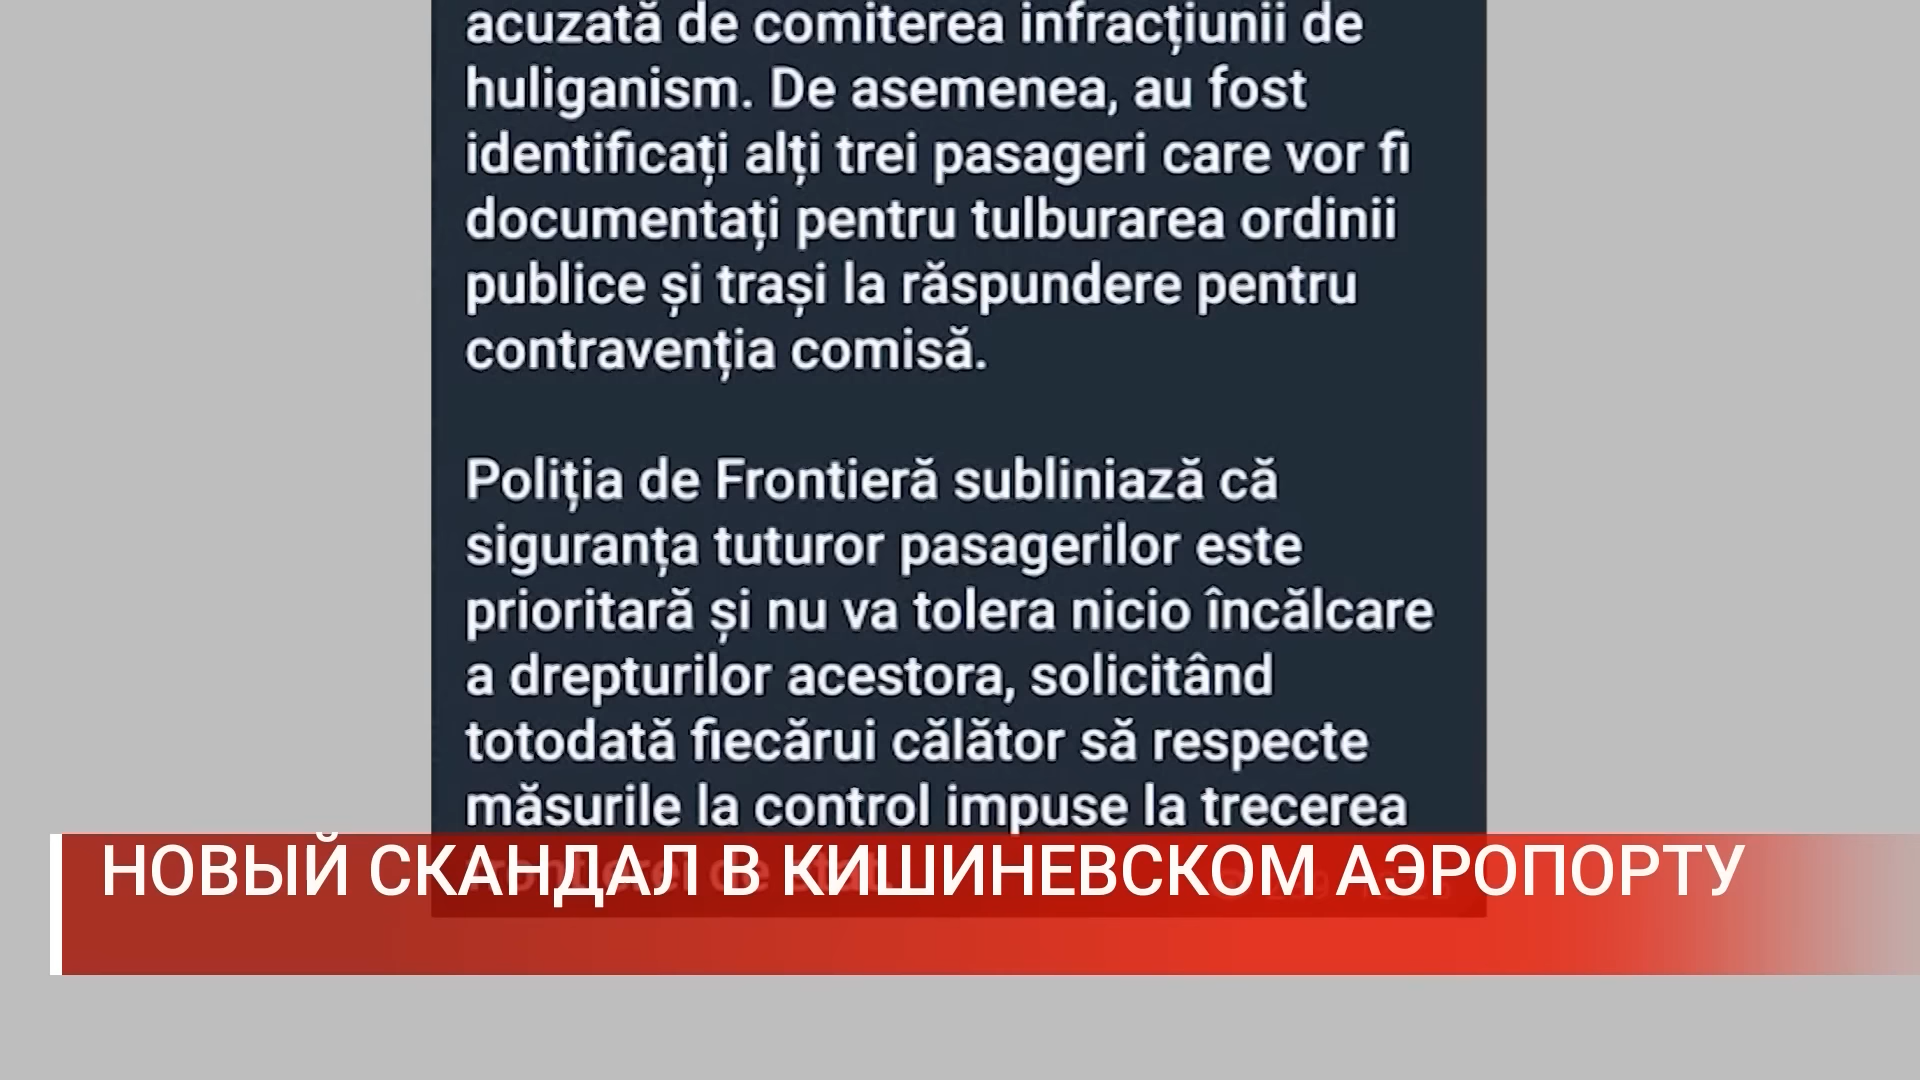 acuzată de comiterea infracțiunii de
huliganism. De asemenea, au fost
identificați alți trei pasageri care vor fi
documentați pentru tulburarea ordinii
publice și trași la răspundere pentru
contravenția comisă.
Poliția de Frontieră subliniază că
siguranța tuturor pasagerilor este
prioritară și nu va tolera nicio încălcare
a drepturilor acestora, solicitând
totodată fiecărui călător să respecte
măsurile la control impuse la trecerea
frontierei de stat.
НОВЫЙ СКАНДАЛ В КИШИНЕВСКОМ АЭРОПОРТУ